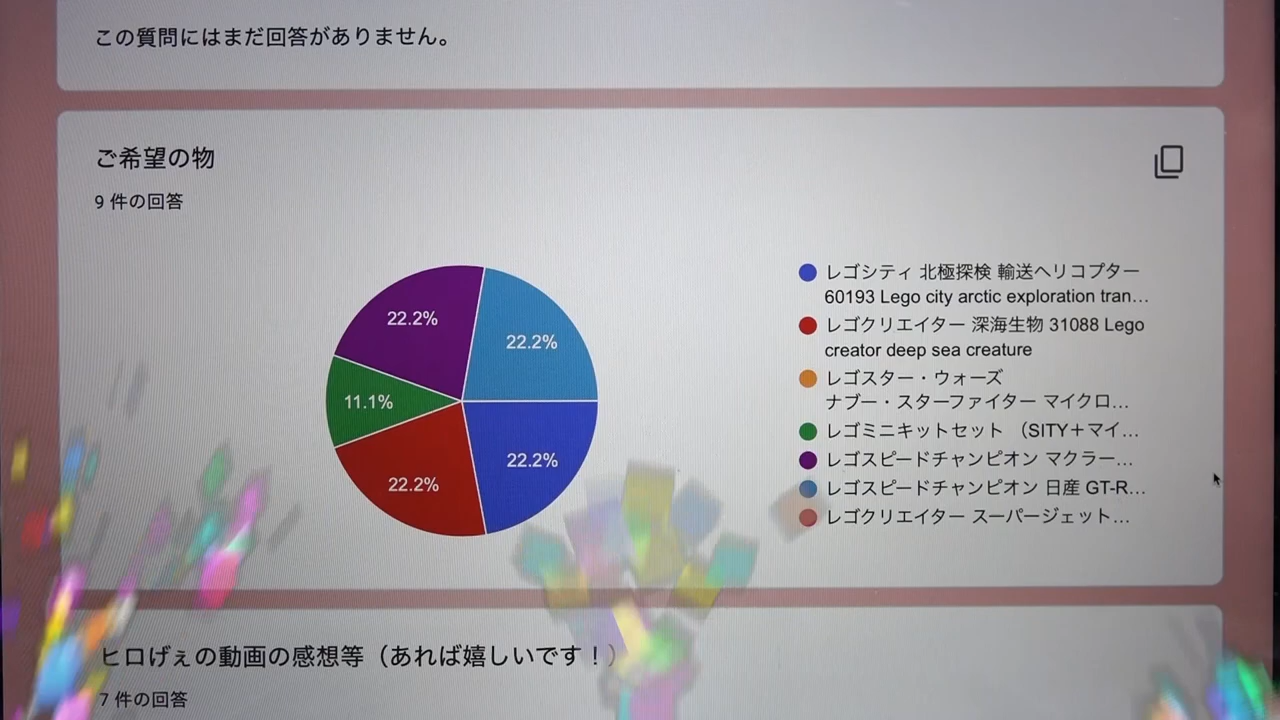 この質問にはまだ回答がありません。
ご希望の物
9 件の回答
22.2%
22.2%
11.1%
22.2%
22.2%
レゴシティ 北極探検 輸送ヘリコプター
60193 Lego city arctic exploration tran…
レゴクリエイター 深海生物 31088 Lego
creator deep sea creature
レゴスター・ウォーズ
ナブー・スターファイター マイクロ…
レゴミニキットセット （SITY＋マイ…
レゴスピードチャンピオン マクラー…
レゴスピードチャンピオン 日産 GT-R…
レゴクリエイター スーパージェット…
ヒロげぇの動画の感想等（あれば嬉しいです！）
7 件の回答